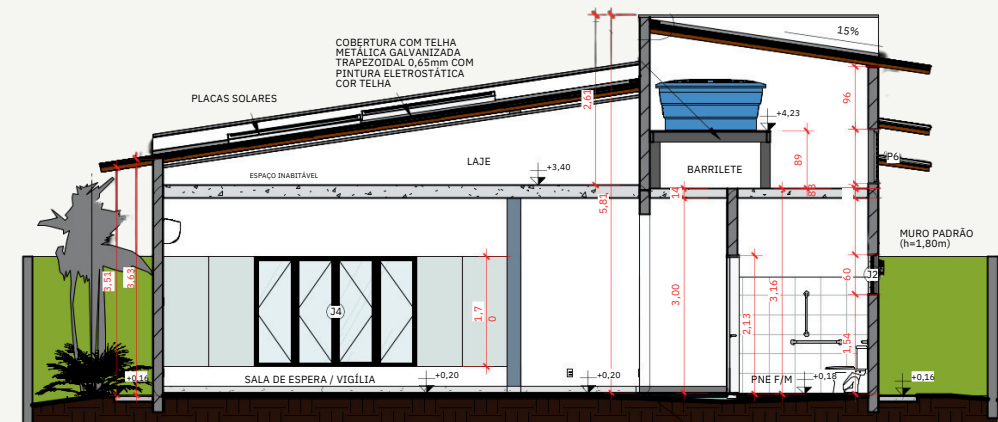 15%
COBERTURA COM TELHA
METÁLICA GALVANIZADA
TRAPEZOIDAL 0,65mm COM
PINTURA ELETROSTÁTICA
COR TELHA
PLACAS SOLARES
2,61
96
+4,23
P6
LAJE
+3,40
BARRILETE
89
ESPAÇO INABITÁVEL
14
5,81
MURO PADRÃO
(h=1,80m)
3,51
3,63
J2
60
J4
1,7
0
3,00
3,16
2,13
1,54
+0,16
SALA DE ESPERA / VIGÍLIA
+0,20
+0,20
PNE F/M
+0,18
+0,16